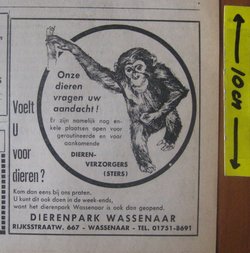 Onze
dieren
vragen uw
aandacht!
Er zijn namelijk nog en-
kele plaatsen open voor
geroutineerde en voor
aankomende
DIEREN-
VERZORGERS
(STERS)
Voelt
U
voor
dieren?
Kom dan eens bij ons praten.
U kunt dit ook doen in de week-ends,
want het dierenpark Wassenaar is ook dan geopend.
DIERENPARK WASSENAAR
RIJKSSTRAATW. 667 - WASSENAAR - TEL. 01751-8691
10cm